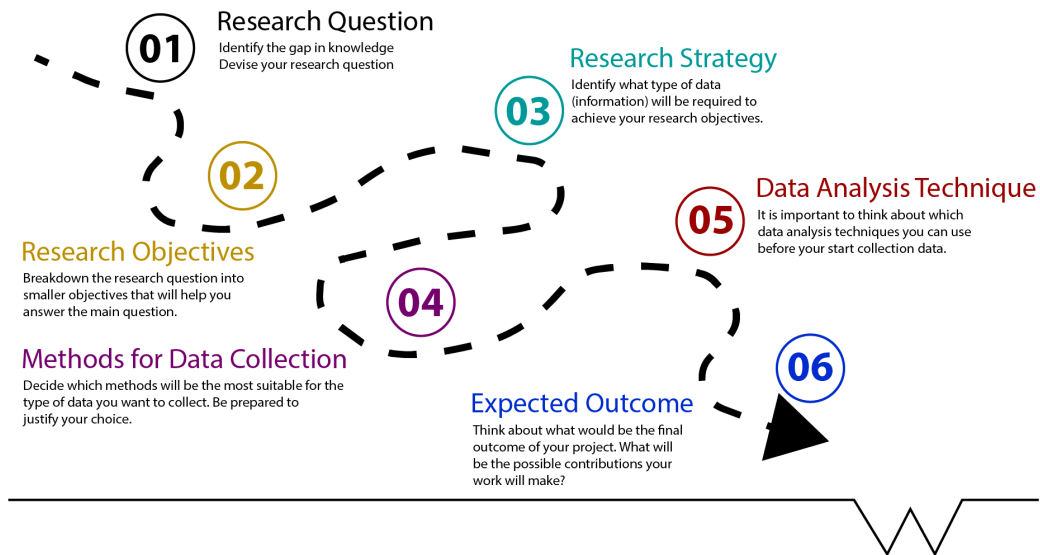 01
Research Question
Identify the gap in knowledge
Devise your research question
02
Research Objectives
Breakdown the research question into
smaller objectives that will help you
answer the main question.
03
Research Strategy
Identify what type of data
(information) will be required to
achieve your research objectives.
04
Methods for Data Collection
Decide which methods will be the most suitable for the
type of data you want to collect. Be prepared to
justify your choice.
05
Data Analysis Technique
It is important to think about which
data analysis techniques you can use
before your start collection data.
06
Expected Outcome
Think about what would be the final
outcome of your project. What will
be the possible contributions your
work will make?